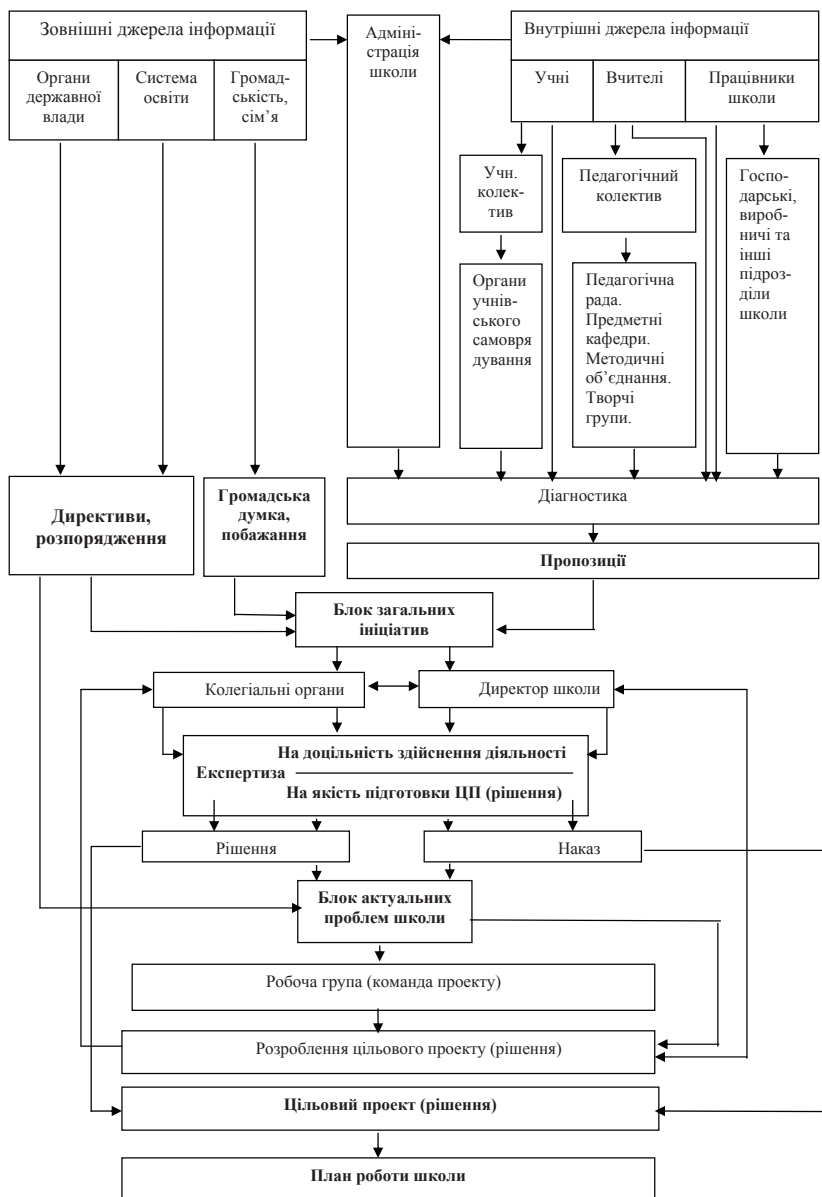 Зовнішні джерела інформації
Органи
державної
влади
Система
освіти
Громад-
ськість,
сім’я
Адміні-
страція
школи
Внутрішні джерела інформації
Учні
Вчителі
Працівники
школи
Учн.
колек-
тив
Педагогічний
колектив
Госпо-
дарські,
вироб-
ничі та
інші
підроз-
діли
школи
Органи
учнів-
ського
самовря
дування
Педагогічна
рада.
Предметні
кафедри.
Методичні
об’єднання.
Творчі
групи.
Директиви,
розпорядження
Громадська
думка,
побажання
Діагностика
Пропозиції
Блок загальних
ініціатив
Колегіальні органи
Директор школи
На доцільність здійснення діяльності
Експертиза
На якість підготовки ЦП (рішення)
Рішення
Наказ
Блок актуальних
проблем школи
Робоча група (команда проекту)
Розроблення цільового проекту (рішення)
Цільовий проект (рішення)
План роботи школи